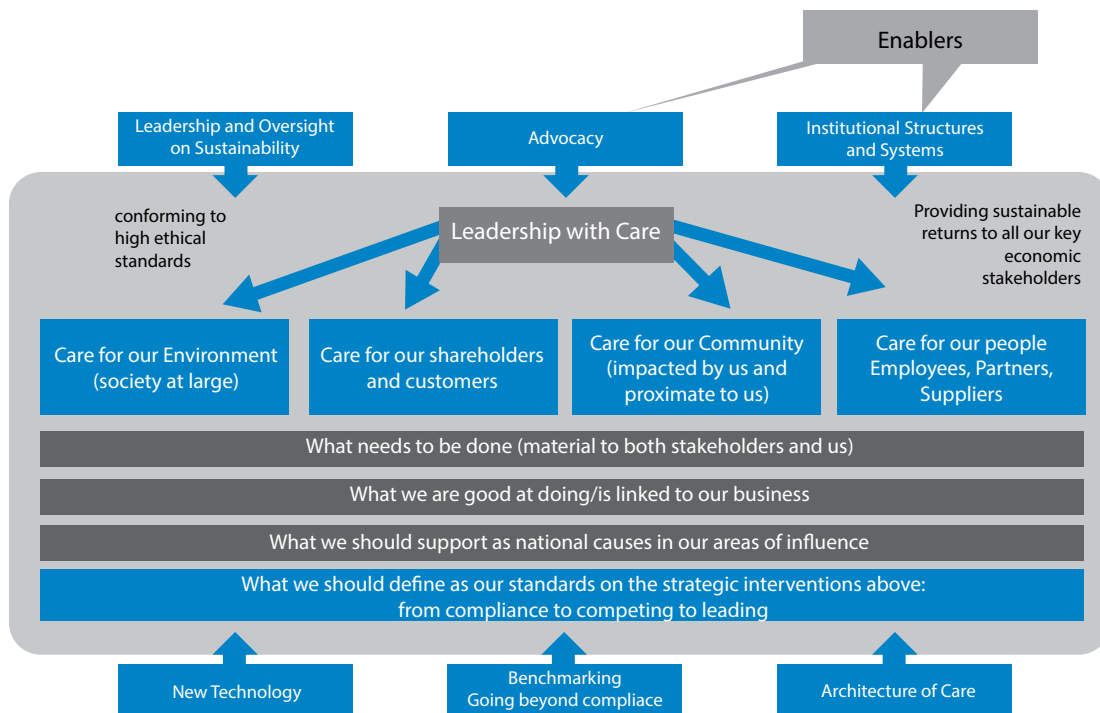 Enablers
Leadership and Oversight
on Sustainability
Advocacy
Institutional Structures
and Systems
conforming to
high ethical
standards
Leadership with Care
Providing sustainable
returns to all our key
economic
stakeholders
Care for our Environment
(society at large)
Care for our shareholders
and customers
Care for our Community
(impacted by us and
proximate to us)
Care for our people
Employees, Partners,
Suppliers
What needs to be done (material to both stakeholders and us)
What we are good at doing/is linked to our business
What we should support as national causes in our areas of influence
What we should define as our standards on the strategic interventions above:
from compliance to competing to leading
New Technology
Benchmarking
Going beyond compliace
Architecture of Care